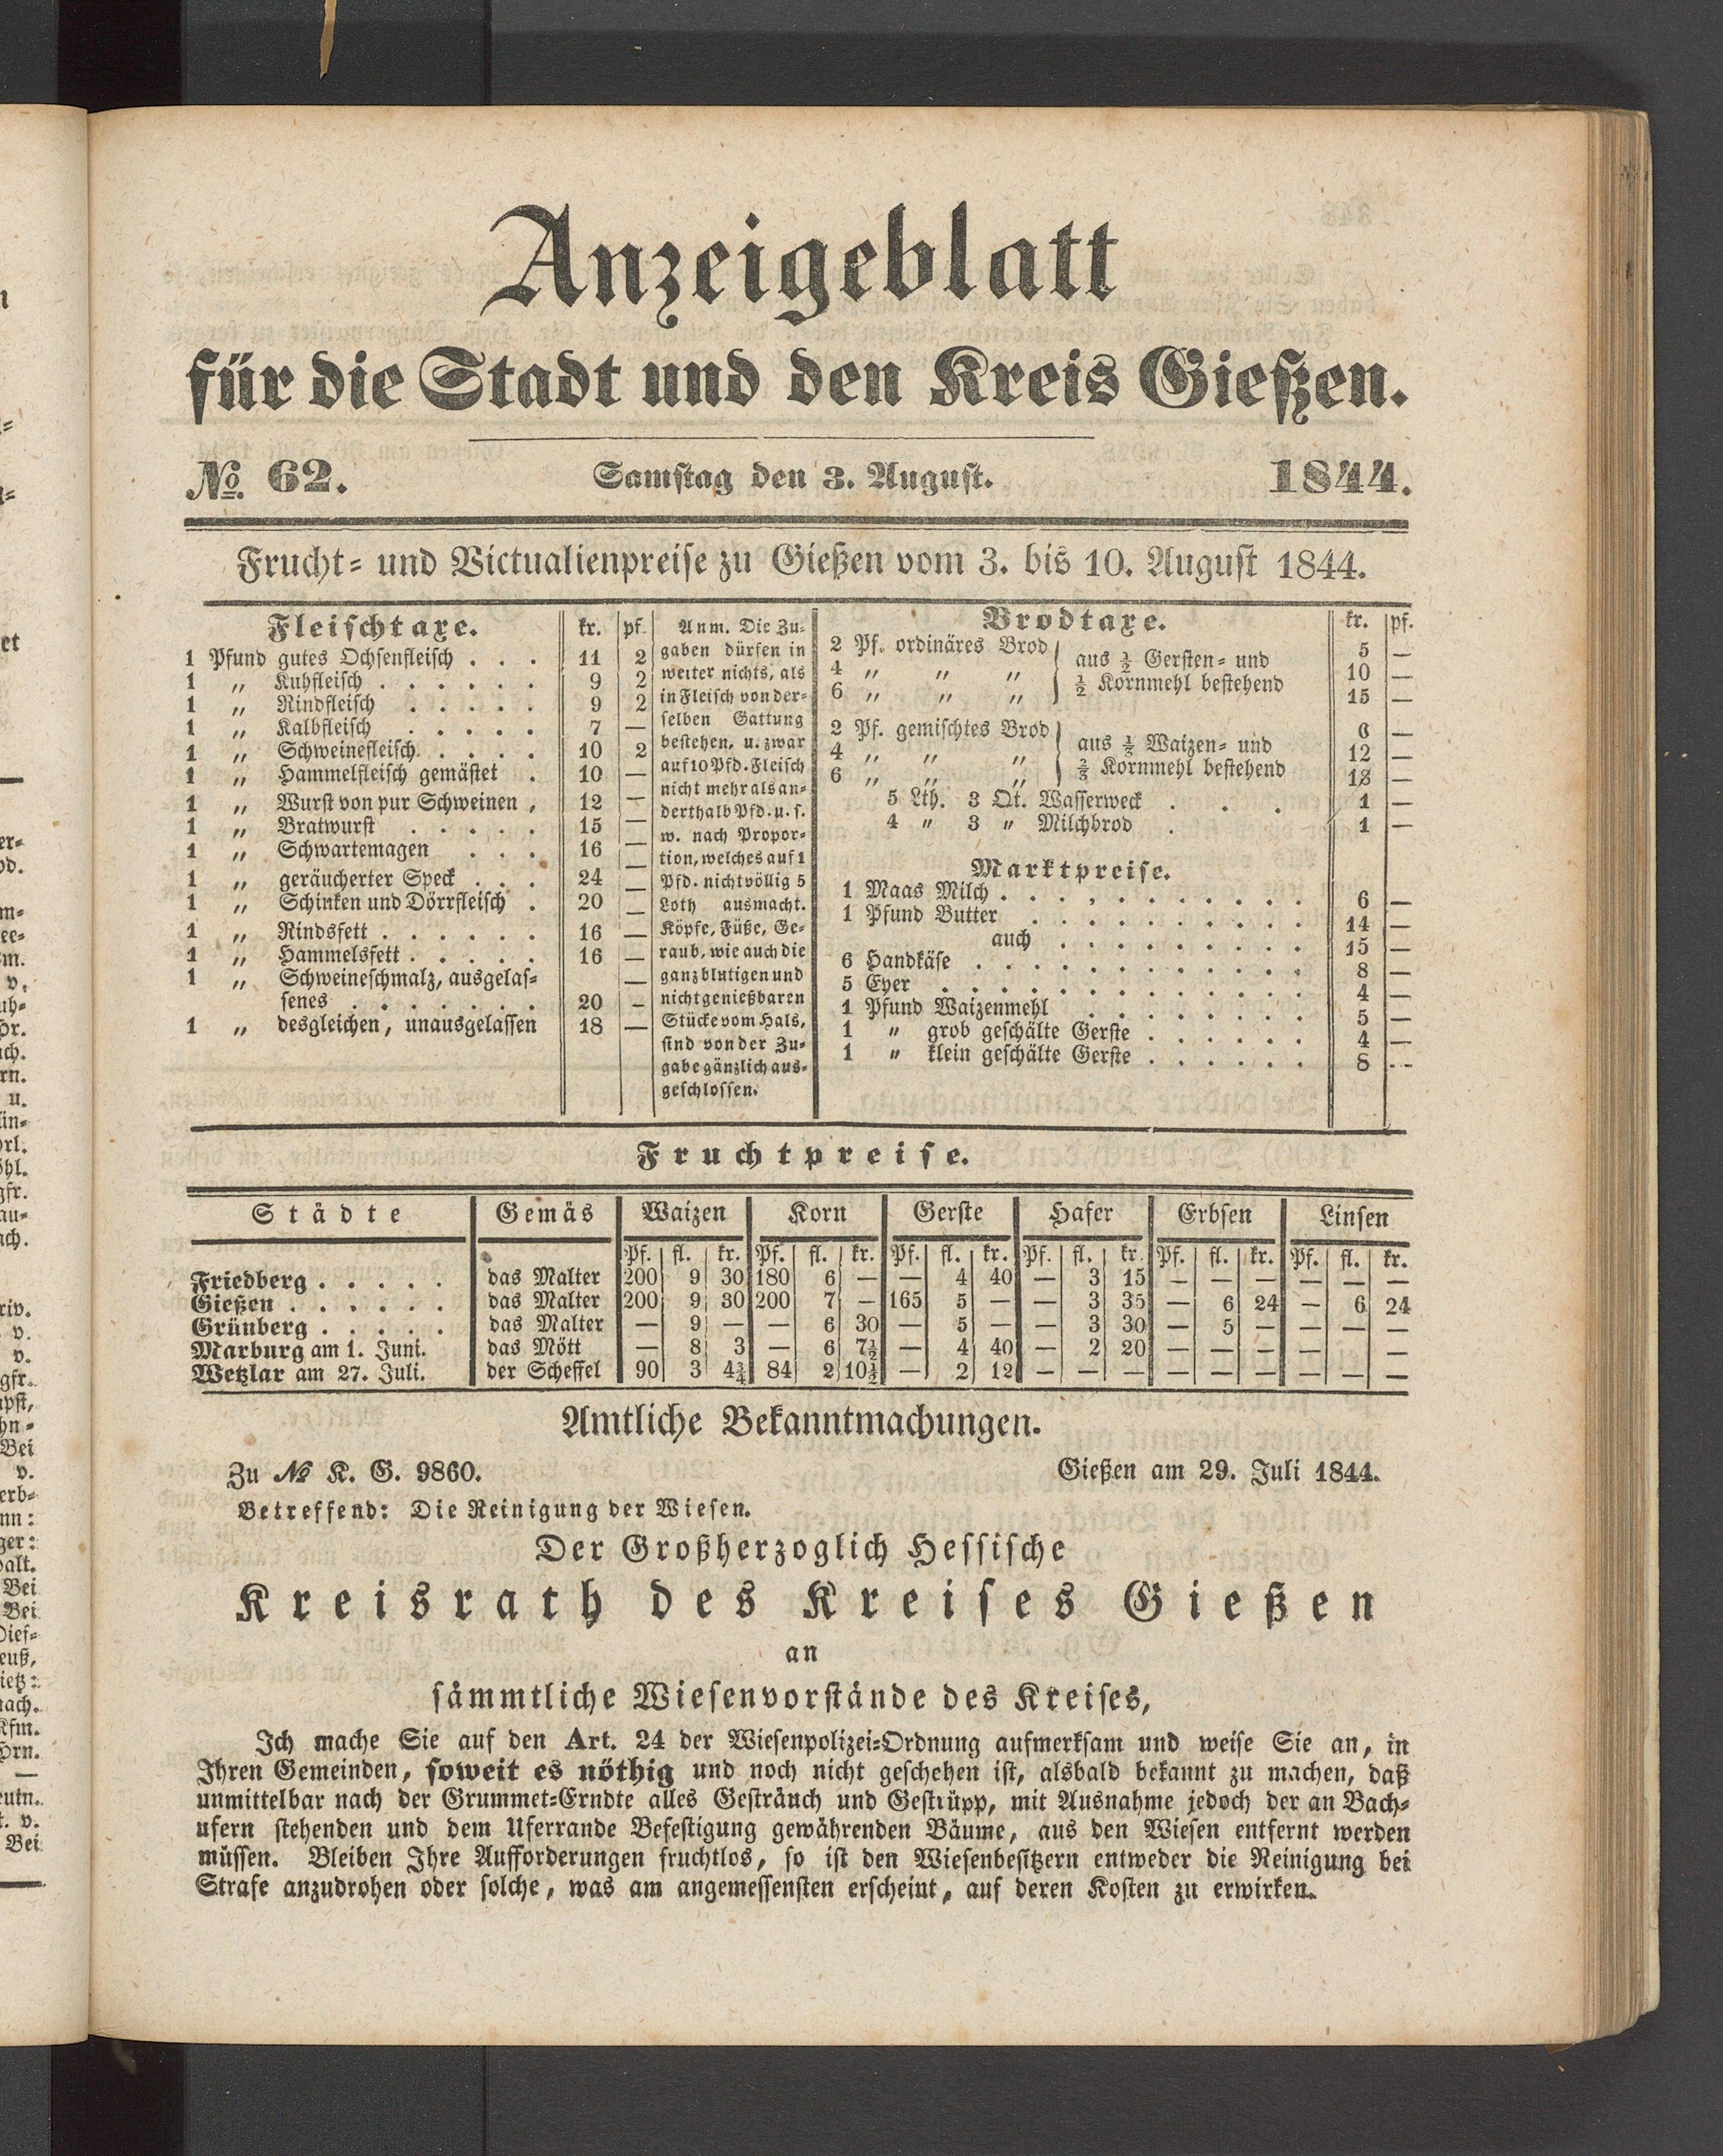 Anzeigeblatt
für die Stadt und den Kreis Gießen.
No. 62. Samstag den 3. August. 1844.
Frucht- und Victualienpreise zu Gießen vom 3. bis 10. August 1844.
Fleischtaxe. kr. pf.
1 Pfund gutes Ochsenfleisch . . . 11 2
1 „ Kuhfleisch . . . . . . 9 2
1 „ Rindfleisch . . . . . 9 2
1 „ Kalbfleisch . . . . . 7 —
1 „ Schweinefleisch . . . . . 10 2
1 „ Hammelfleisch gemästet . 10 —
1 „ Wurst von pur Schweinen , 12 —
1 „ Bratwurst . . . . . 15 —
1 „ Schwartemagen . . . 16 —
1 „ geräucherter Speck . . . 24 —
1 „ Schinken und Dörrfleisch . 20 —
1 „ Rindsfett . . . . . . 16 —
1 „ Hammelsfett . . . . . 16 —
1 „ Schweineschmalz, ausgelas- —
senes . . . . . . . 20 -
1 „ desgleichen, unausgelassen 18 —
Anm. Die Zu-
gaben dürfen in
weiter nichts, als
in Fleisch von der-
selben Gattung
bestehen, u. zwar
auf 10 Pfd. Fleisch
nicht mehr als an-
derthalb Pfd. u. s.
w. nach Propor-
tion, welches auf 1
Pfd. nicht völlig 5
Loth ausmacht.
Köpfe, Füße, Ge-
raub, wie auch die
ganz blutigen und
nicht genießbaren
Stücke vom Hals,
sind von der Zu-
gabe gänzlich aus-
geschlossen.
Brodtaxe. kr. pf.
2 Pf. ordinäres Brod 5 —
4 „ „ „ aus ½ Gersten- und 10 —
6 „ „ „ ½ Kornmehl bestehend 15 —
2 Pf. gemischtes Brod 6 —
4 „ „ „ aus ⅓ Waizen- und 12 —
6 „ „ „ ⅔ Kornmehl bestehend 18 —
5 Lth. 3 Qt. Wasserweck . . . 1 —
4 „ 3 „ Milchbrod . 1 —
Marktpreise.
1 Maas Milch . . . . . . . . . . . 6 —
1 Pfund Butter . . . . . . . . . . 14 —
auch . . . . . . . . . 15 —
6 Handkäse . . . . . . . . . . . . 8 —
5 Eyer . . . . . . . . . . . . . 4 —
1 Pfund Waizenmehl . . . . . . . . 5 —
1 „ grob geschälte Gerste . . . . . . 4 —
1 „ klein geschälte Gerste . . . . . . 8 --
Fruchtpreise.
Städte Gemäs Waizen Korn Gerste Hafer Erbsen Linsen
Pf. fl. kr. Pf. fl. kr. Pf. fl. kr. Pf. fl. kr. Pf. fl. kr. Pf. fl. kr.
Friedberg . . . . . das Malter 200 9 30 180 6 — — 4 40 — 3 15 — — — — — —
Gießen . . . . . . das Malter 200 9 30 200 7 — 165 5 — — 3 35 — 6 24 — 6 24
Grünberg . . . . . das Malter — 9 — — 6 30 — 5 — — 3 30 — 5 — — — —
Marburg am 1. Juni. das Mött — 8 3 — 6 7½ — 4 40 — 2 20 — — — — — —
Wetzlar am 27. Juli. der Scheffel 90 3 4¾ 84 2 10½ — 2 12 — — — — — — — — —
Amtliche Bekanntmachungen.
Zu No K. G. 9860. Gießen am 29. Juli 1844.
Betreffend: Die Reinigung der Wiesen.
Der Großherzoglich Hessische
Kreisrath des Kreises Gießen
an
sämmtliche Wiesenvorstände des Kreises,
Ich mache Sie auf den Art. 24 der Wiesenpolizei-Ordnung aufmerksam und weise Sie an, in
Ihren Gemeinden, soweit es nöthig und noch nicht geschehen ist, alsbald bekannt zu machen, daß
unmittelbar nach der Grummet-Erndte alles Gesträuch und Gestrüpp, mit Ausnahme jedoch der an Bach-
ufern stehenden und dem Uferrande Befestigung gewährenden Bäume, aus den Wiesen entfernt werden
müssen. Bleiben Ihre Aufforderungen fruchtlos, so ist den Wiesenbesitzern entweder die Reinigung bei
Strafe anzudrohen oder solche, was am angemessensten erscheint, auf deren Kosten zu erwirken.